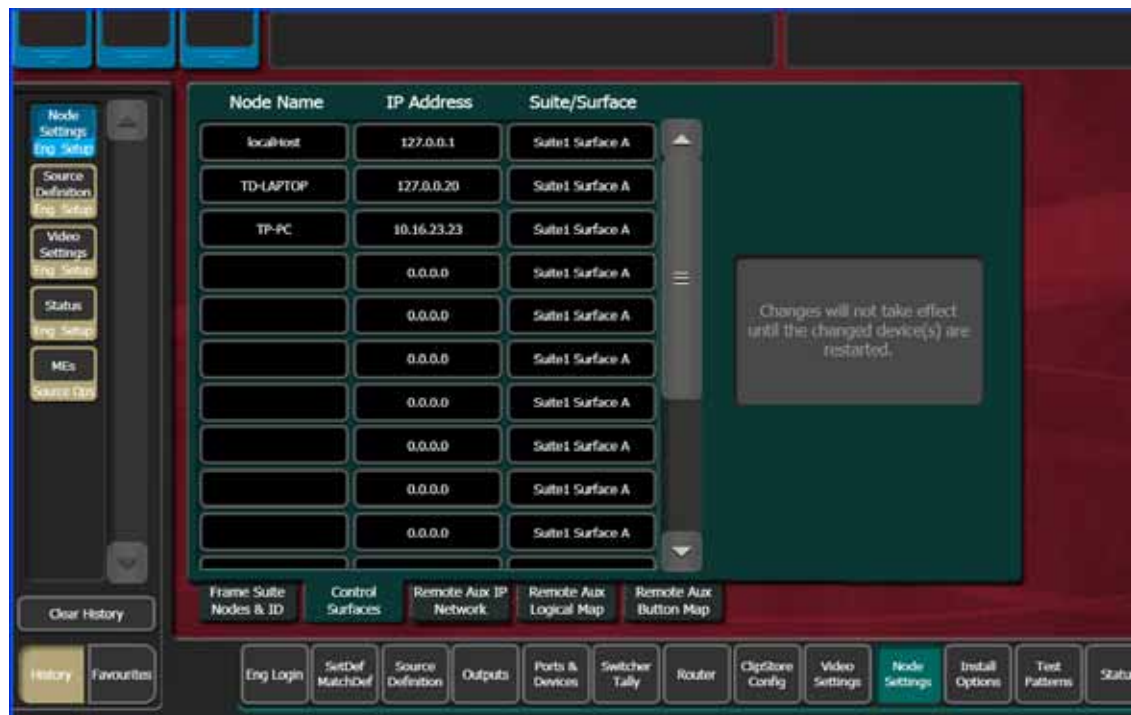 Node Name IP Address Suite/Surface
localHost 127.0.0.1 Suite1 Surface A
TD-LAPTOP 127.0.0.20 Suite1 Surface A
TP-PC 10.16.23.23 Suite1 Surface A
0.0.0.0 Suite1 Surface A
0.0.0.0 Suite1 Surface A
0.0.0.0 Suite1 Surface A
0.0.0.0 Suite1 Surface A
0.0.0.0 Suite1 Surface A
0.0.0.0 Suite1 Surface A
0.0.0.0 Suite1 Surface A
Node
Settings
Eng Setup
Source
Definition
Eng Setup
Video
Settings
Eng Setup
Status
Eng Setup
MEs
Source Ops
Clear History
History Favourites
Changes will not take effect
until the changed device(s) are
restarted.
Frame Suite
Nodes & ID
Control
Surfaces
Remote Aux IP
Network
Remote Aux
Logical Map
Remote Aux
Button Map
Eng Login
SetDef
MatchDef
Source
Definition
Outputs
Ports &
Devices
Switcher
Tally
Router
ClipStore
Config
Video
Settings
Node
Settings
Install
Options
Test
Patterns
Statu